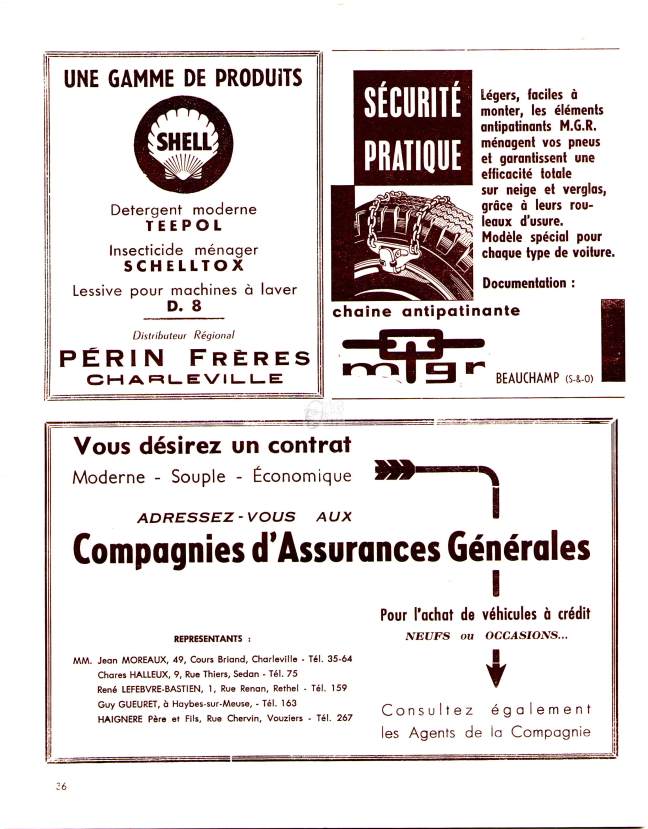 UNE GAMME DE PRODUiTS
SHELL
Detergent moderne
TEEPOL
Insecticide ménager
SCHELLTOX
Lessive pour machines à laver
D. 8
Distributeur Régional
PÉRIN FRÈRES
CHARLEVILLE
SÉCURITÉ
PRATIQUE
Légers, faciles à
monter, les éléments
antipatinants M.G.R.
ménagent vos pneus
et garantissent une
efficacité totale
sur neige et verglas,
grâce à leurs rou-
leaux d'usure.
Modèle spécial pour
chaque type de voiture.
Documentation :
chaine antipatinante
mgr
BEAUCHAMP (S-&-O)
Vous désirez un contrat
Moderne - Souple - Économique
ADRESSEZ-VOUS AUX
Compagnies d'Assurances Générales
Pour l'achat de véhicules à crédit
NEUFS ou OCCASIONS...
REPRESENTANTS :
MM. Jean MOREAUX, 49, Cours Briand, Charleville - Tél. 35-64
Chares HALLEUX, 9, Rue Thiers, Sedan - Tél. 75
René LEFEBVRE-BASTIEN, 1, Rue Renan, Rethel - Tél. 159
Guy GUEURET, à Haybes-sur-Meuse, - Tél. 163
HAIGNERE Père et Fils, Rue Chervin, Vouziers - Tél. 267
Consultez également
les Agents de la Compagnie
36